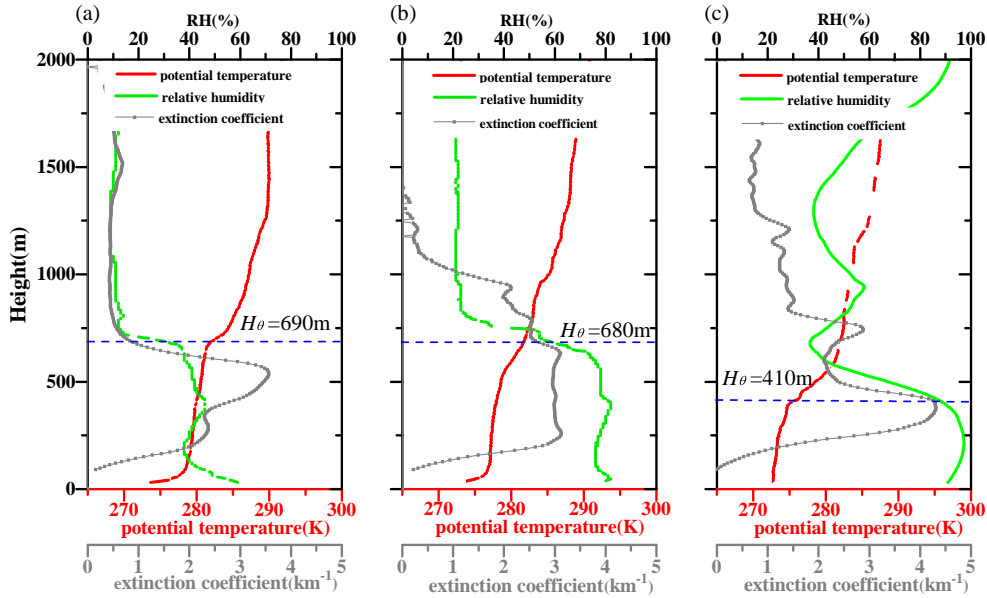 (a)
RH(%)
0 20 40 60 80 100
potential temperature
relative humidity
extinction coefficient
Hθ=690m
Height(m)
2000
1500
1000
500
0
270 280 290 300
potential temperature(K)
0 1 2 3 4 5
extinction coefficient(km-1)
(b)
RH(%)
0 20 40 60 80 100
potential temperature
relative humidity
extinction coefficient
Hθ=680m
270 280 290 300
potential temperature(K)
0 1 2 3 4 5
extinction coefficient(km-1)
(c)
RH(%)
0 20 40 60 80 100
potential temperature
relative humidity
extinction coefficient
Hθ=410m
270 280 290 300
potential temperature(K)
0 1 2 3 4 5
extinction coefficient(km-1)